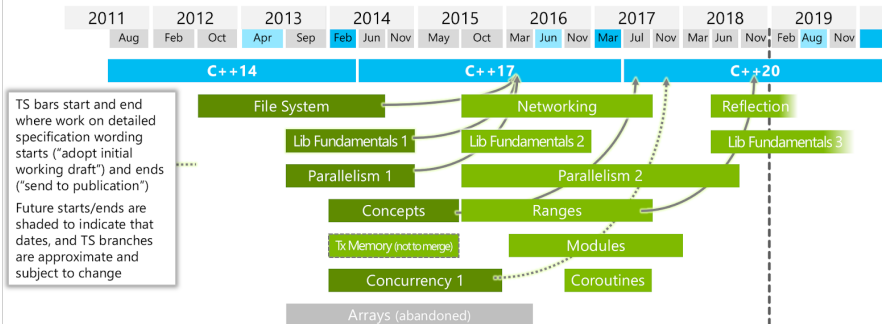 2011 2012 2013 2014 2015 2016 2017 2018 2019
Aug Feb Oct Apr Sep Feb Jun Nov May Oct Mar Jun Nov Mar Jul Nov Mar Jun Nov Feb Aug Nov
C++14 C++17 C++20
TS bars start and end
where work on detailed
specification wording
starts ("adopt initial
working draft") and ends
("send to publication")
Future starts/ends are
shaded to indicate that
dates, and TS branches
are approximate and
subject to change
File System Networking Reflection
Lib Fundamentals 1 Lib Fundamentals 2 Lib Fundamentals 3
Parallelism 1 Parallelism 2
Concepts Ranges
Tx Memory (not to merge) Modules
Concurrency 1 Coroutines
Arrays (abandoned)